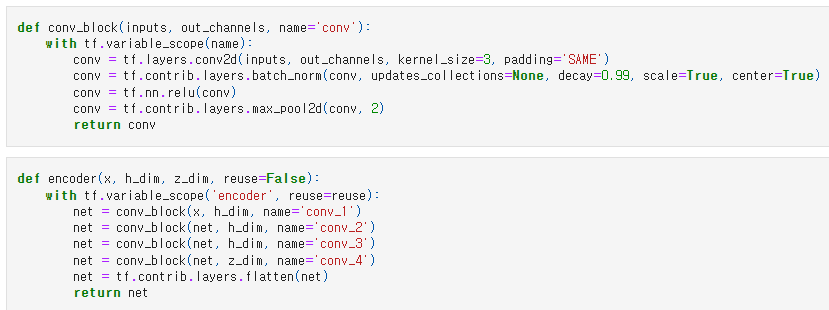 def conv_block(inputs, out_channels, name='conv'):
    with tf.variable_scope(name):
        conv = tf.layers.conv2d(inputs, out_channels, kernel_size=3, padding='SAME')
        conv = tf.contrib.layers.batch_norm(conv, updates_collections=None, decay=0.99, scale=True, center=True)
        conv = tf.nn.relu(conv)
        conv = tf.contrib.layers.max_pool2d(conv, 2)
        return conv
def encoder(x, h_dim, z_dim, reuse=False):
    with tf.variable_scope('encoder', reuse=reuse):
        net = conv_block(x, h_dim, name='conv_1')
        net = conv_block(net, h_dim, name='conv_2')
        net = conv_block(net, h_dim, name='conv_3')
        net = conv_block(net, z_dim, name='conv_4')
        net = tf.contrib.layers.flatten(net)
        return net